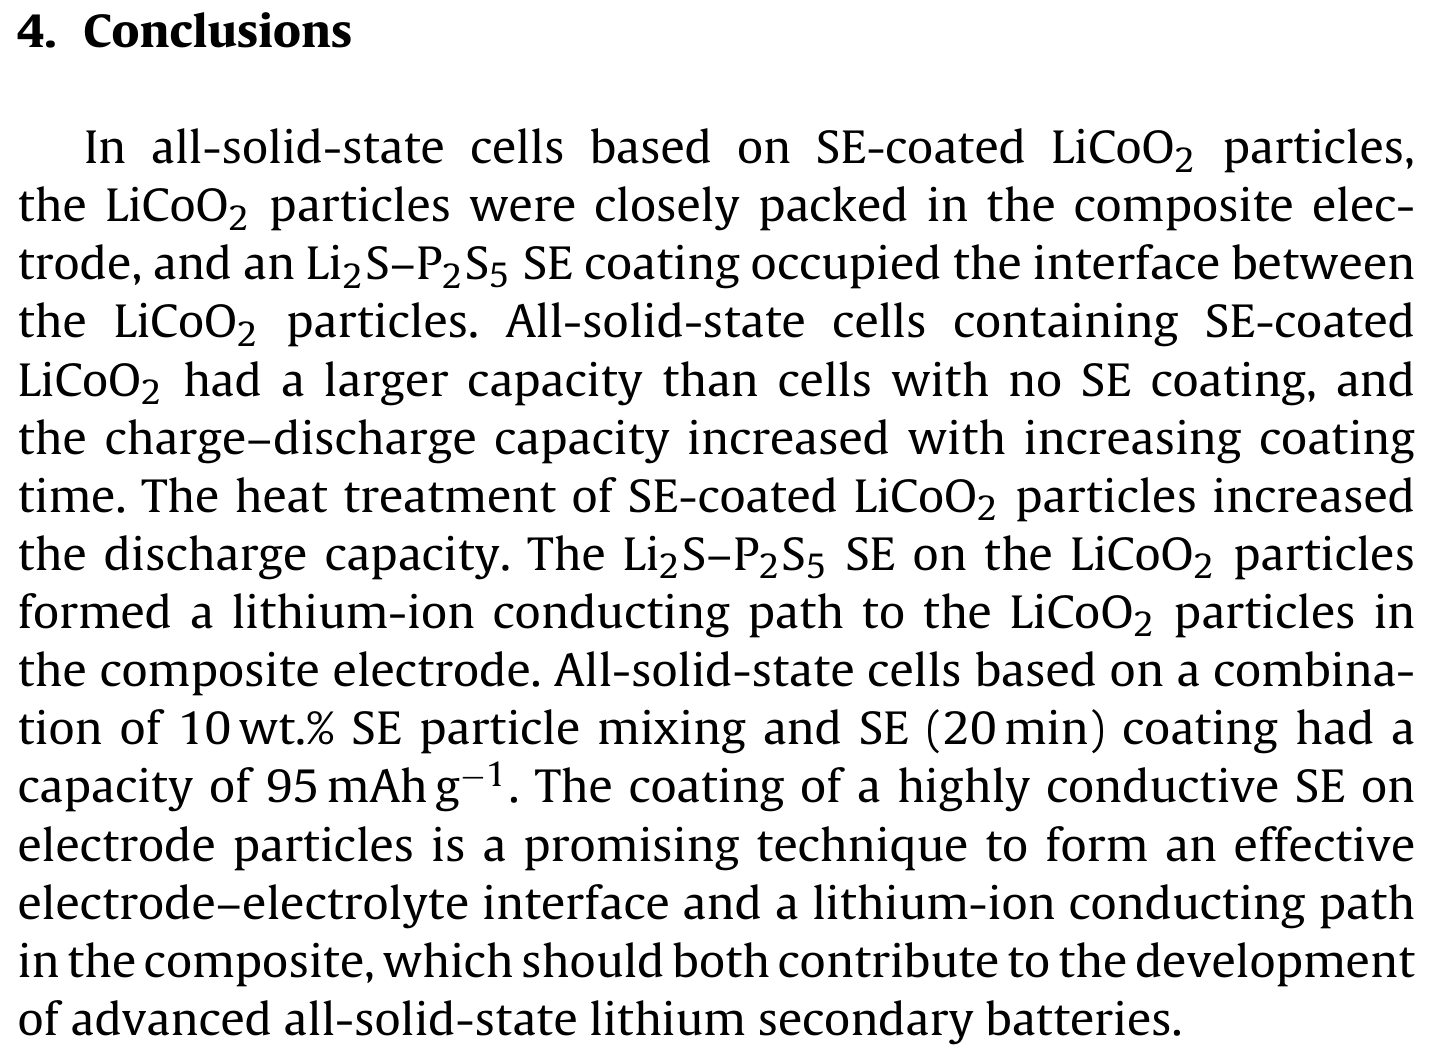 4. Conclusions
In all-solid-state cells based on SE-coated LiCoO₂ particles,
the LiCoO₂ particles were closely packed in the composite elec-
trode, and an Li₂S–P₂S₅ SE coating occupied the interface between
the LiCoO₂ particles. All-solid-state cells containing SE-coated
LiCoO₂ had a larger capacity than cells with no SE coating, and
the charge–discharge capacity increased with increasing coating
time. The heat treatment of SE-coated LiCoO₂ particles increased
the discharge capacity. The Li₂S–P₂S₅ SE on the LiCoO₂ particles
formed a lithium-ion conducting path to the LiCoO₂ particles in
the composite electrode. All-solid-state cells based on a combina-
tion of 10 wt.% SE particle mixing and SE (20 min) coating had a
capacity of 95 mAh g⁻¹. The coating of a highly conductive SE on
electrode particles is a promising technique to form an effective
electrode–electrolyte interface and a lithium-ion conducting path
in the composite, which should both contribute to the development
of advanced all-solid-state lithium secondary batteries.